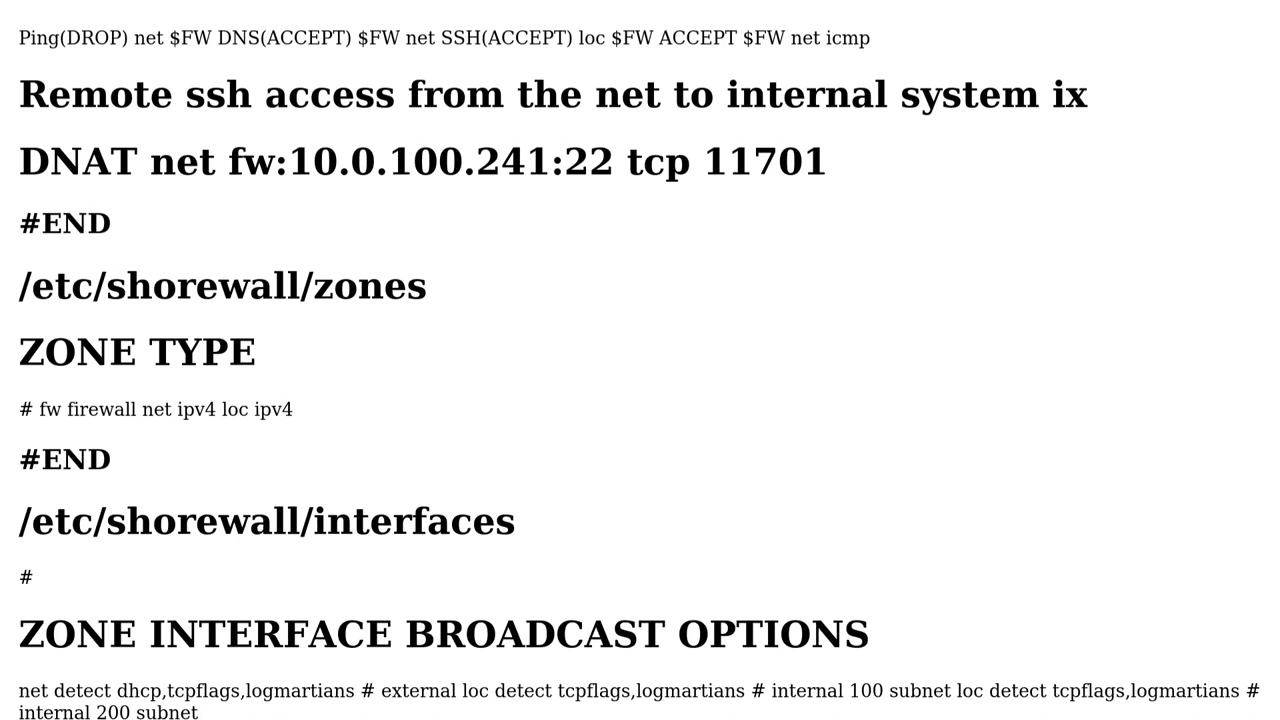 Ping(DROP) net $FW DNS(ACCEPT) $FW net SSH(ACCEPT) loc $FW ACCEPT $FW net icmp
Remote ssh access from the net to internal system ix
DNAT net fw:10.0.100.241:22 tcp 11701
#END
/etc/shorewall/zones
ZONE TYPE
# fw firewall net ipv4 loc ipv4
#END
/etc/shorewall/interfaces
#
ZONE INTERFACE BROADCAST OPTIONS
net detect dhcp,tcpflags,logmartians # external loc detect tcpflags,logmartians # internal 100 subnet loc detect tcpflags,logmartians #
internal 200 subnet